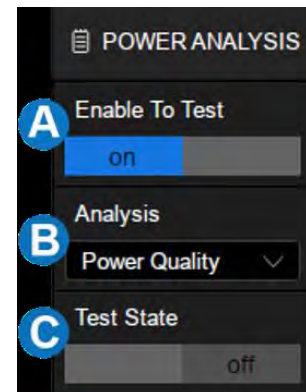 POWER ANALYSIS
A
Enable To Test
on
B
Analysis
Power Quality
C
Test State
off